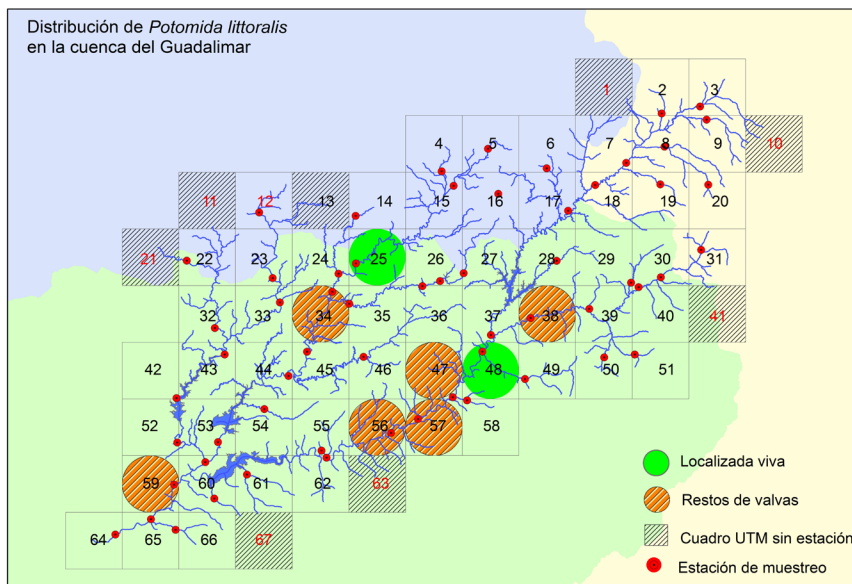 Distribución de Potomida littoralis
en la cuenca del Guadalimar
1 2 3
4 5 6 7 8 9 10
11 12 13 14 15 16 17 18 19 20
21 22 23 24 25 26 27 28 29 30 31
32 33 34 35 36 37 38 39 40 41
42 43 44 45 46 47 48 49 50 51
52 53 54 55 56 57 58
59 60 61 62 63
64 65 66 67
Localizada viva
Restos de valvas
Cuadro UTM sin estación
Estación de muestreo